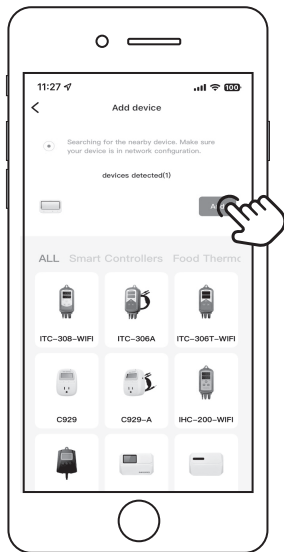 11:27
100
Add device
Searching for the nearby device. Make sure
your device is in network configuration.
devices detected(1)
ALL Smart Controllers Food Thermo
ITC-308-WIFI ITC-306A ITC-306T-WIFI
C929 C929-A IHC-200-WIFI